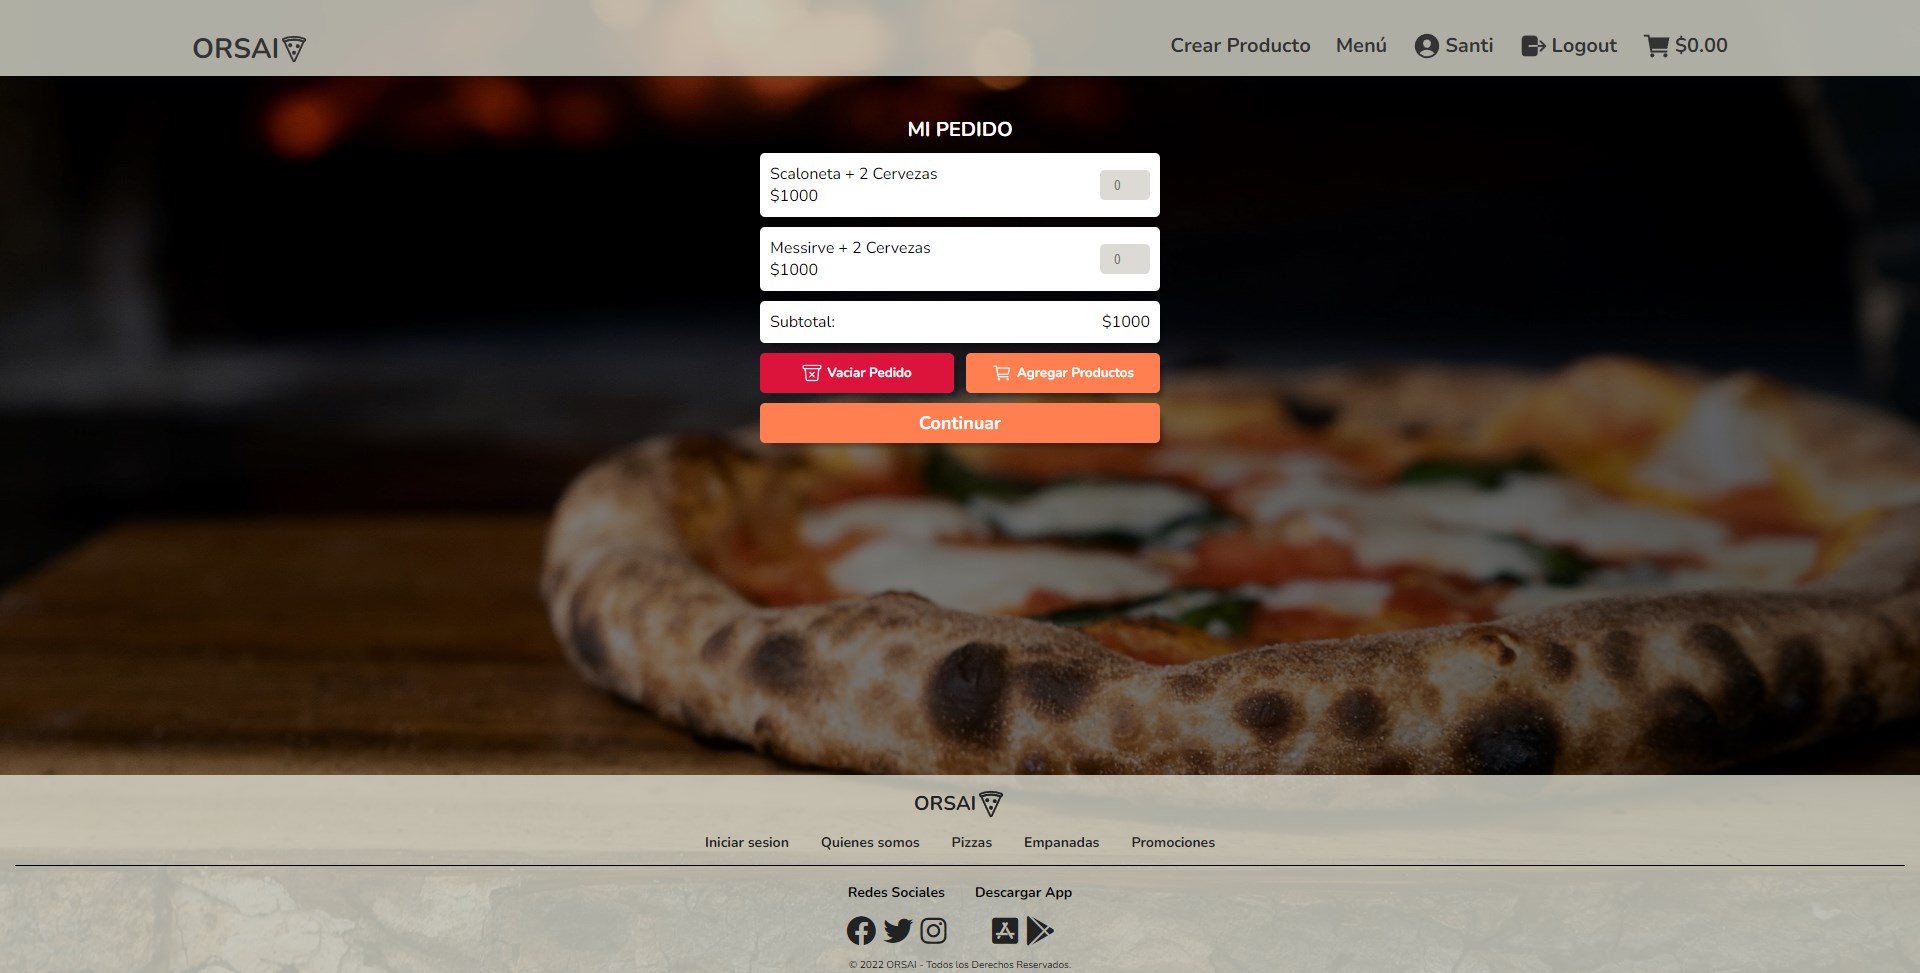 ORSAI
Crear Producto Menú Santi Logout $0.00
MI PEDIDO
Scaloneta + 2 Cervezas
$1000
0
Messirve + 2 Cervezas
$1000
0
Subtotal: $1000
Vaciar Pedido Agregar Productos
Continuar
ORSAI
Iniciar sesion Quienes somos Pizzas Empanadas Promociones
Redes Sociales Descargar App
© 2022 ORSAI - Todos los Derechos Reservados.